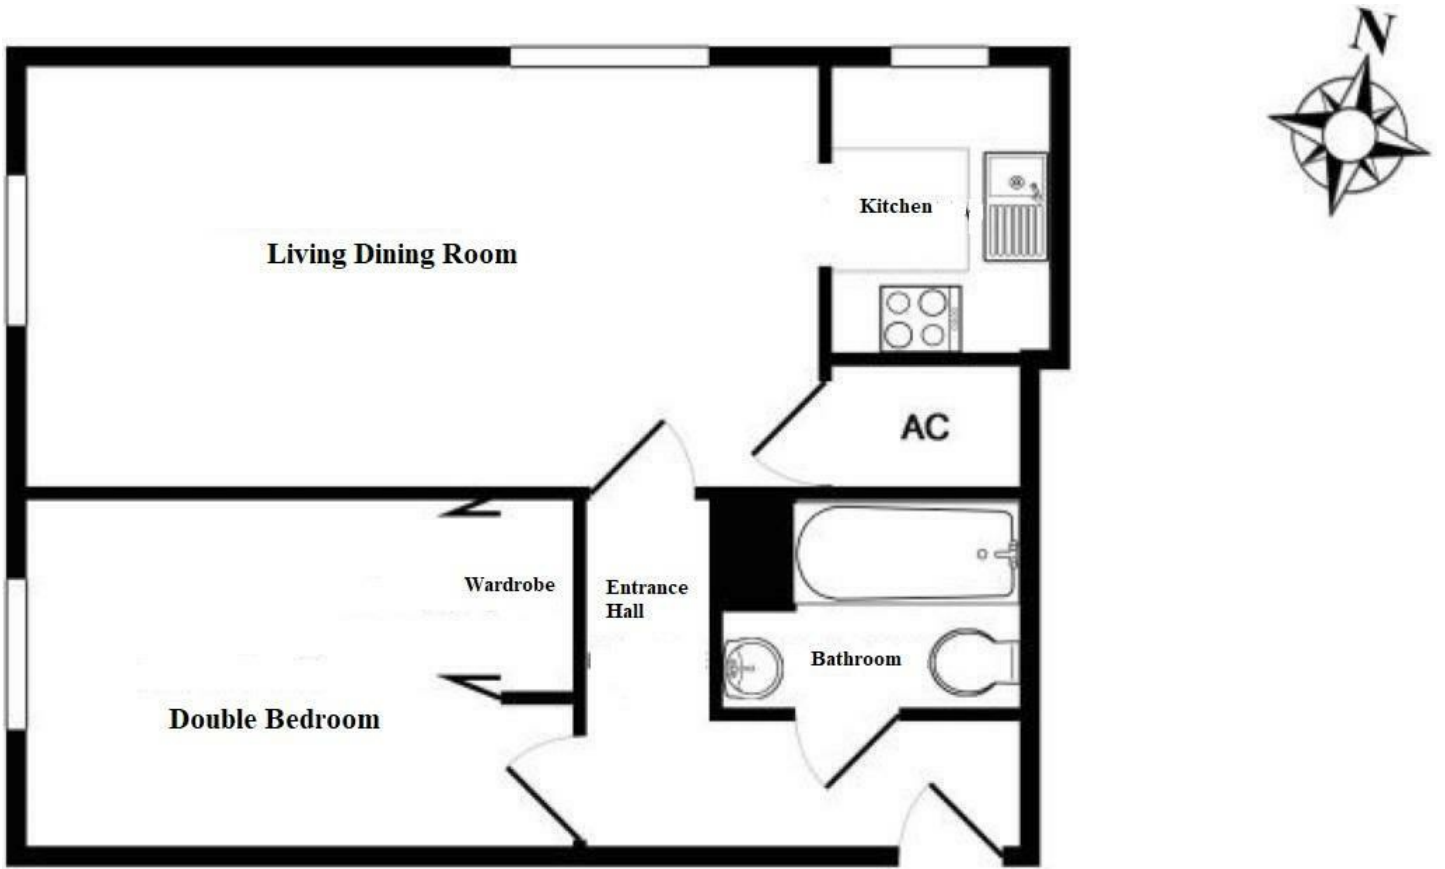 N
Kitchen
Living Dining Room
AC
Wardrobe
Entrance
Hall
Bathroom
Double Bedroom